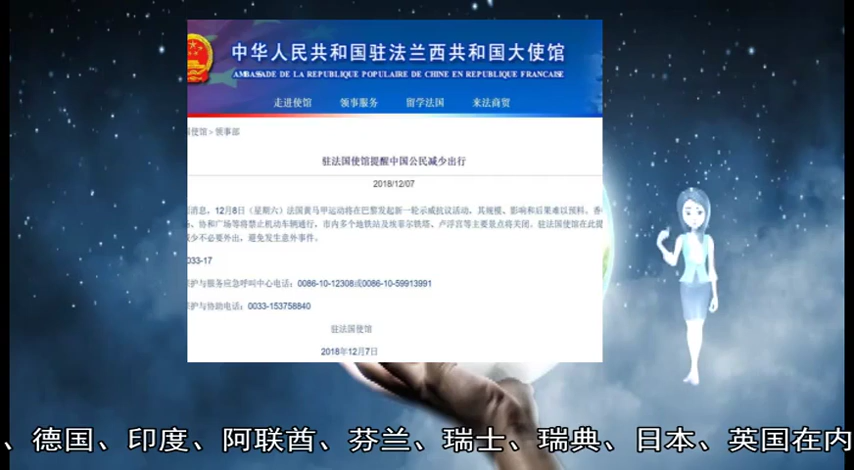 中华人民共和国驻法兰西共和国大使馆
AMBASSADE DE LA REPUBLIQUE POPULAIRE DE CHINE EN REPUBLIQUE FRANCAISE
走进使馆 领事服务 留学法国 来法商贸
使馆 > 领事部
驻法国使馆提醒中国公民减少出行
2018/12/07
消息，12月8日（星期六）法国黄马甲运动将在巴黎发起新一轮示威抗议活动，其规模、影响和后果难以预料。香
、协和广场等将禁止机动车辆通行，市内多个地铁站及埃菲尔铁塔、卢浮宫等主要景点将关闭。驻法国使馆在此提
少不必要外出，避免发生意外事件。
033-17
护与服务应急呼叫中心电话：0086-10-12308或0086-10-59913991
护与协助电话：0033-153758840
驻法国使馆
2018年12月7日
、德国、印度、阿联酋、芬兰、瑞士、瑞典、日本、英国在内